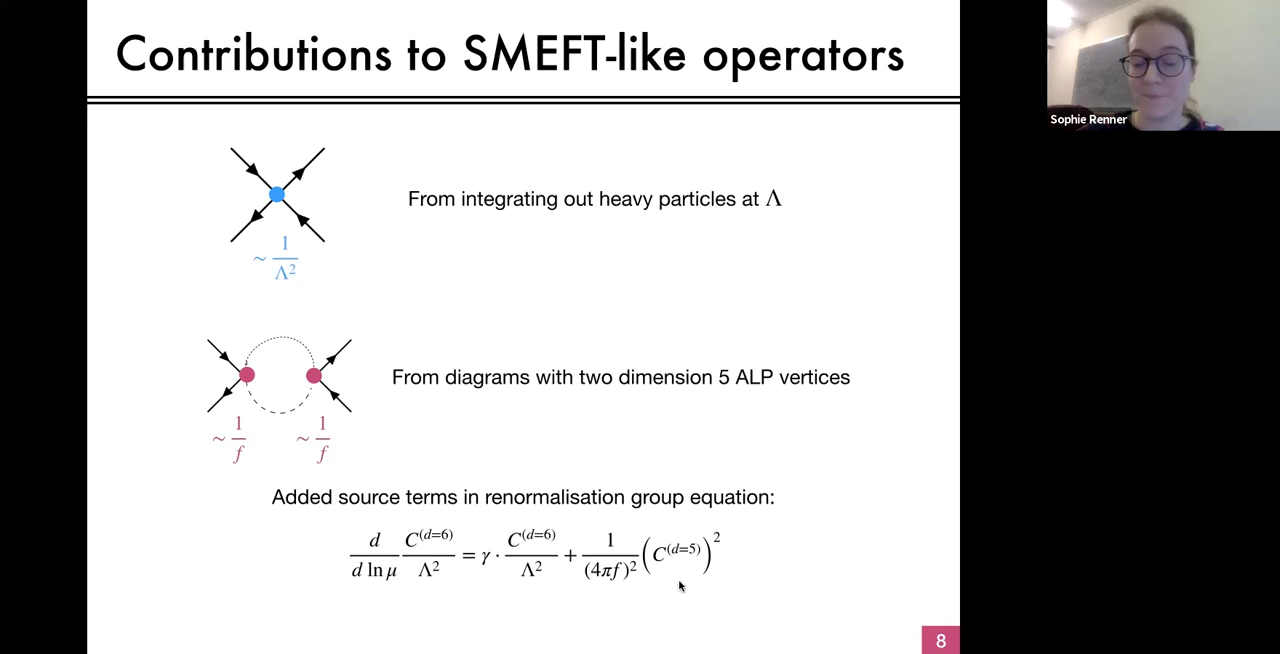 Contributions to SMEFT-like operators
Sophie Renner
From integrating out heavy particles at Λ
~ 1/Λ²
From diagrams with two dimension 5 ALP vertices
~ 1/f ~ 1/f
Added source terms in renormalisation group equation:
d/(d ln μ) C^(d=6)/Λ² = γ · C^(d=6)/Λ² + 1/(4πf)² (C^(d=5))²
8